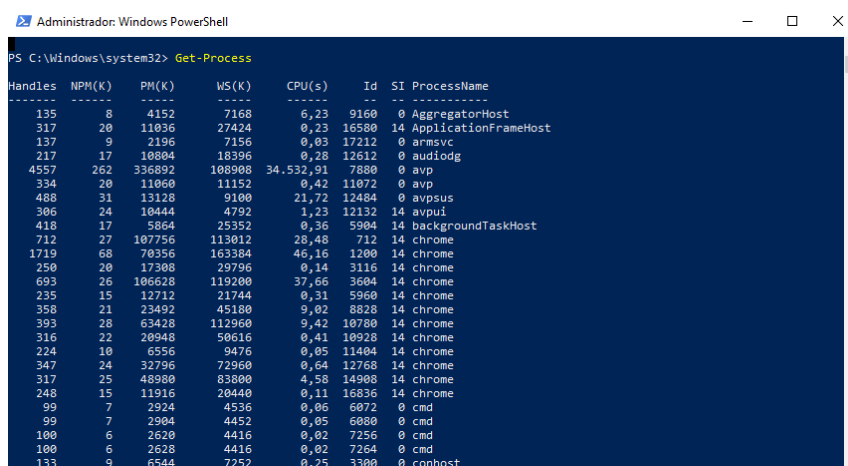 Administrador: Windows PowerShell
PS C:\Windows\system32> Get-Process
Handles NPM(K) PM(K) WS(K) CPU(s) Id SI ProcessName
------- ------ ----- ----- ------ -- -- -----------
135 8 4152 7168 6,23 9160 0 AggregatorHost
317 20 11036 27424 0,23 16580 14 ApplicationFrameHost
137 9 2196 7156 0,03 17212 0 armsvc
217 17 10804 18396 0,28 12612 0 audiodg
4557 262 336892 108908 34.532,91 7880 0 avp
334 20 11060 11152 0,42 11072 0 avp
488 31 13128 9100 21,72 12484 0 avpsus
306 24 10444 4792 1,23 12132 14 avpui
418 17 5864 25352 0,36 5904 14 backgroundTaskHost
712 27 107756 113012 28,48 712 14 chrome
1719 68 70356 163384 46,16 1200 14 chrome
250 20 17308 29796 0,14 3116 14 chrome
693 26 106628 119200 37,66 3604 14 chrome
235 15 12712 21744 0,31 5960 14 chrome
358 21 23492 45180 9,02 8828 14 chrome
393 28 63428 112960 9,42 10780 14 chrome
316 22 20948 50616 0,41 10928 14 chrome
224 10 6556 9476 0,05 11404 14 chrome
347 24 32796 72960 0,64 12768 14 chrome
317 25 48980 83800 4,58 14908 14 chrome
248 15 11916 20440 0,11 16836 14 chrome
99 7 2924 4536 0,06 6072 0 cmd
99 7 2904 4452 0,05 6080 0 cmd
100 6 2620 4416 0,02 7256 0 cmd
100 6 2628 4416 0,02 7264 0 cmd
133 9 6544 7252 0,25 3300 0 conhost